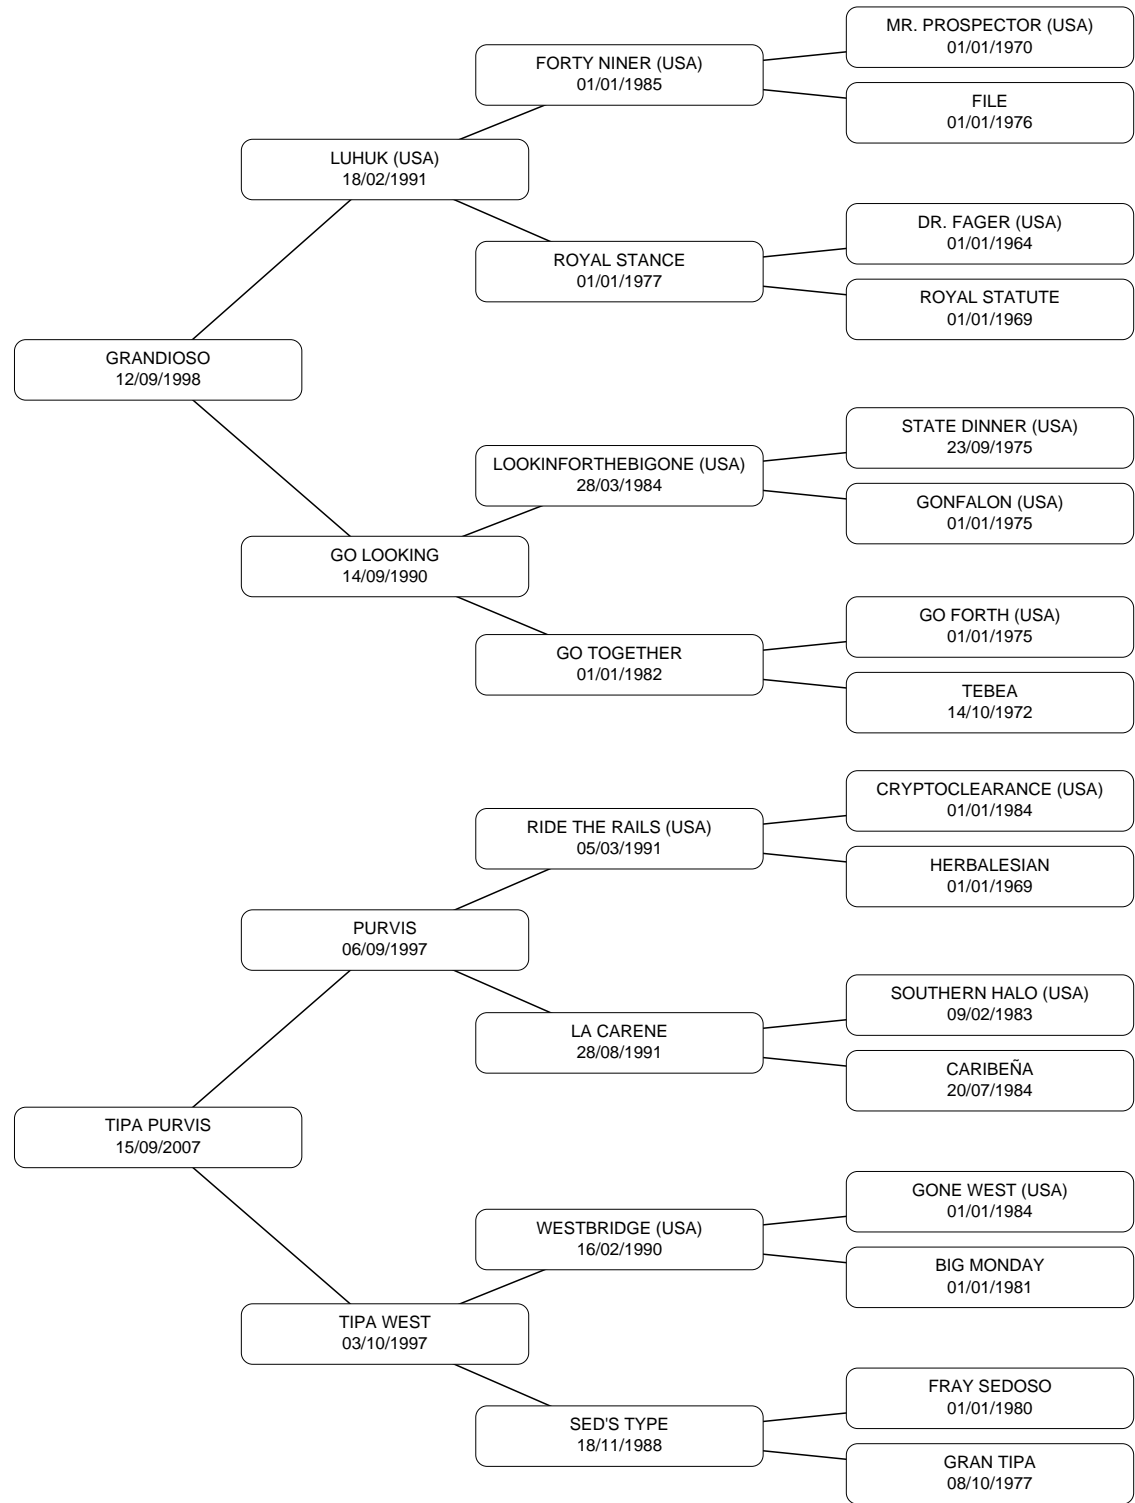 MR. PROSPECTOR (USA)
01/01/1970
FORTY NINER (USA)
01/01/1985
FILE
01/01/1976
LUHUK (USA)
18/02/1991
DR. FAGER (USA)
01/01/1964
ROYAL STANCE
01/01/1977
ROYAL STATUTE
01/01/1969
GRANDIOSO
12/09/1998
STATE DINNER (USA)
23/09/1975
LOOKINFORTHEBIGONE (USA)
28/03/1984
GONFALON (USA)
01/01/1975
GO LOOKING
14/09/1990
GO FORTH (USA)
01/01/1975
GO TOGETHER
01/01/1982
TEBEA
14/10/1972
CRYPTOCLEARANCE (USA)
01/01/1984
RIDE THE RAILS (USA)
05/03/1991
HERBALESIAN
01/01/1969
PURVIS
06/09/1997
SOUTHERN HALO (USA)
09/02/1983
LA CARENE
28/08/1991
CARIBEÑA
20/07/1984
TIPA PURVIS
15/09/2007
GONE WEST (USA)
01/01/1984
WESTBRIDGE (USA)
16/02/1990
BIG MONDAY
01/01/1981
TIPA WEST
03/10/1997
FRAY SEDOSO
01/01/1980
SED'S TYPE
18/11/1988
GRAN TIPA
08/10/1977